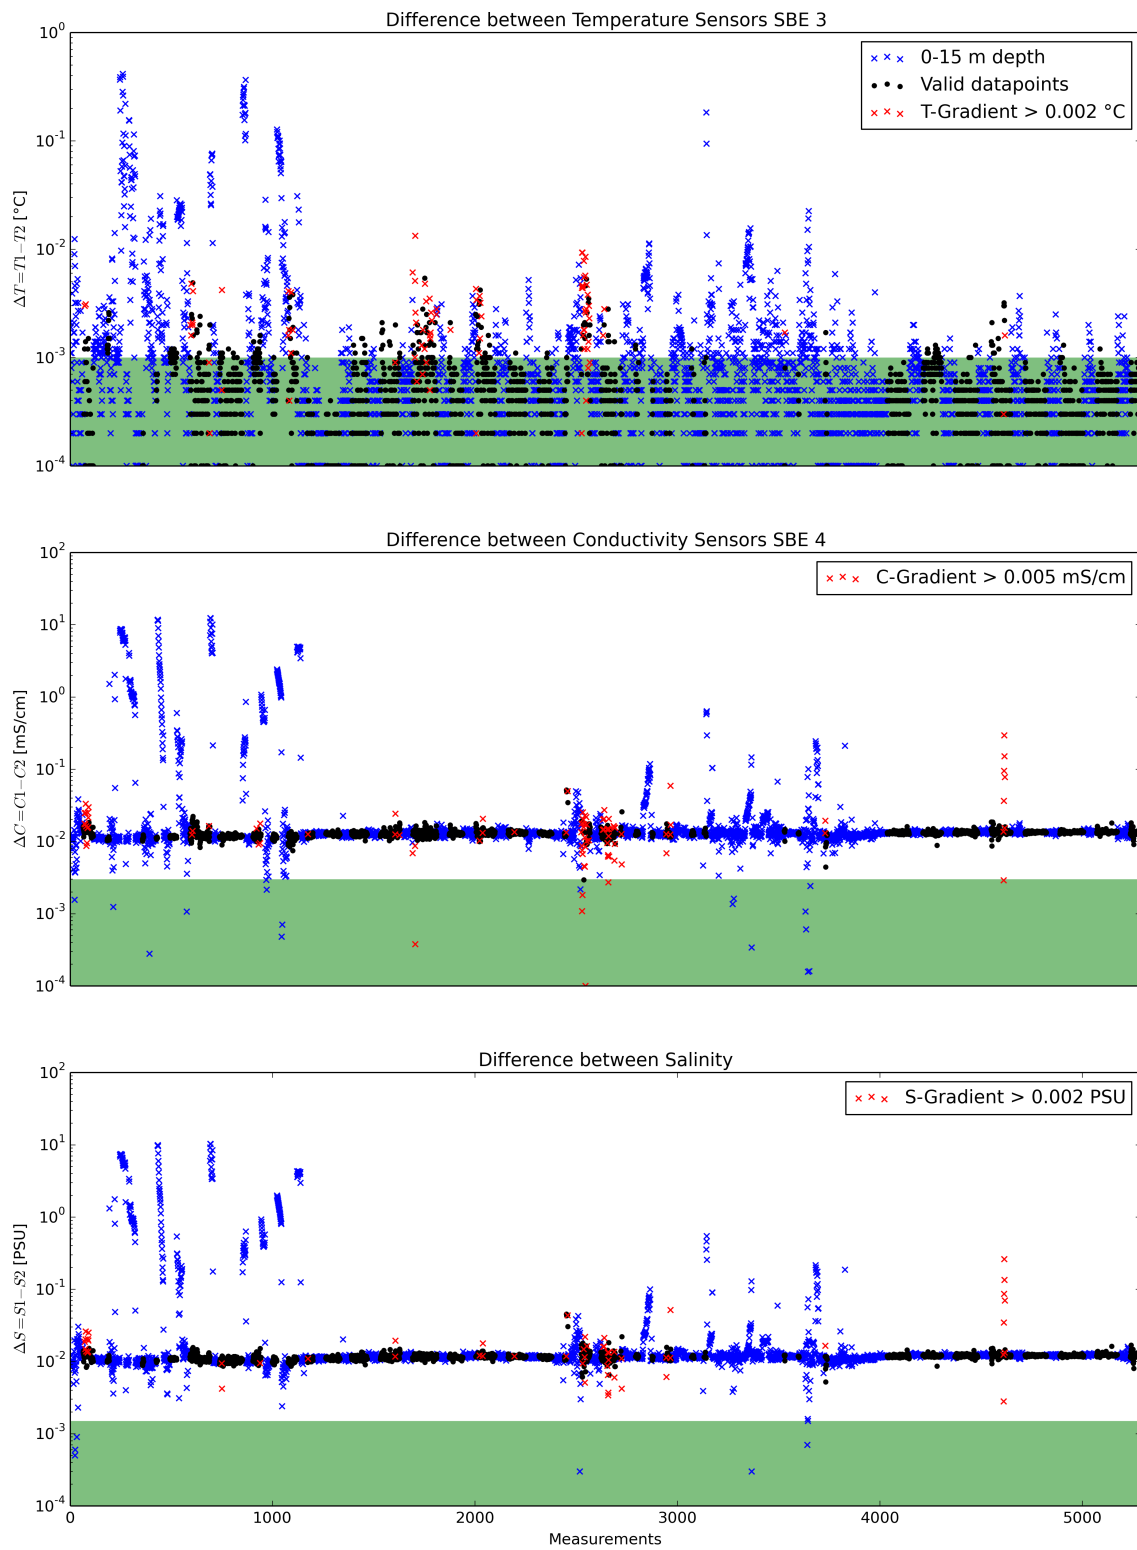 Difference between Temperature Sensors SBE 3
10^0
10^-1
10^-2
10^-3
10^-4
ΔT=T1−T2 [°C]
0-15 m depth
Valid datapoints
T-Gradient > 0.002 °C
Difference between Conductivity Sensors SBE 4
10^2
10^1
10^0
10^-1
10^-2
10^-3
10^-4
ΔC=C1−C2 [mS/cm]
C-Gradient > 0.005 mS/cm
Difference between Salinity
10^2
10^1
10^0
10^-1
10^-2
10^-3
10^-4
ΔS=S1−S2 [PSU]
S-Gradient > 0.002 PSU
0 1000 2000 3000 4000 5000
Measurements